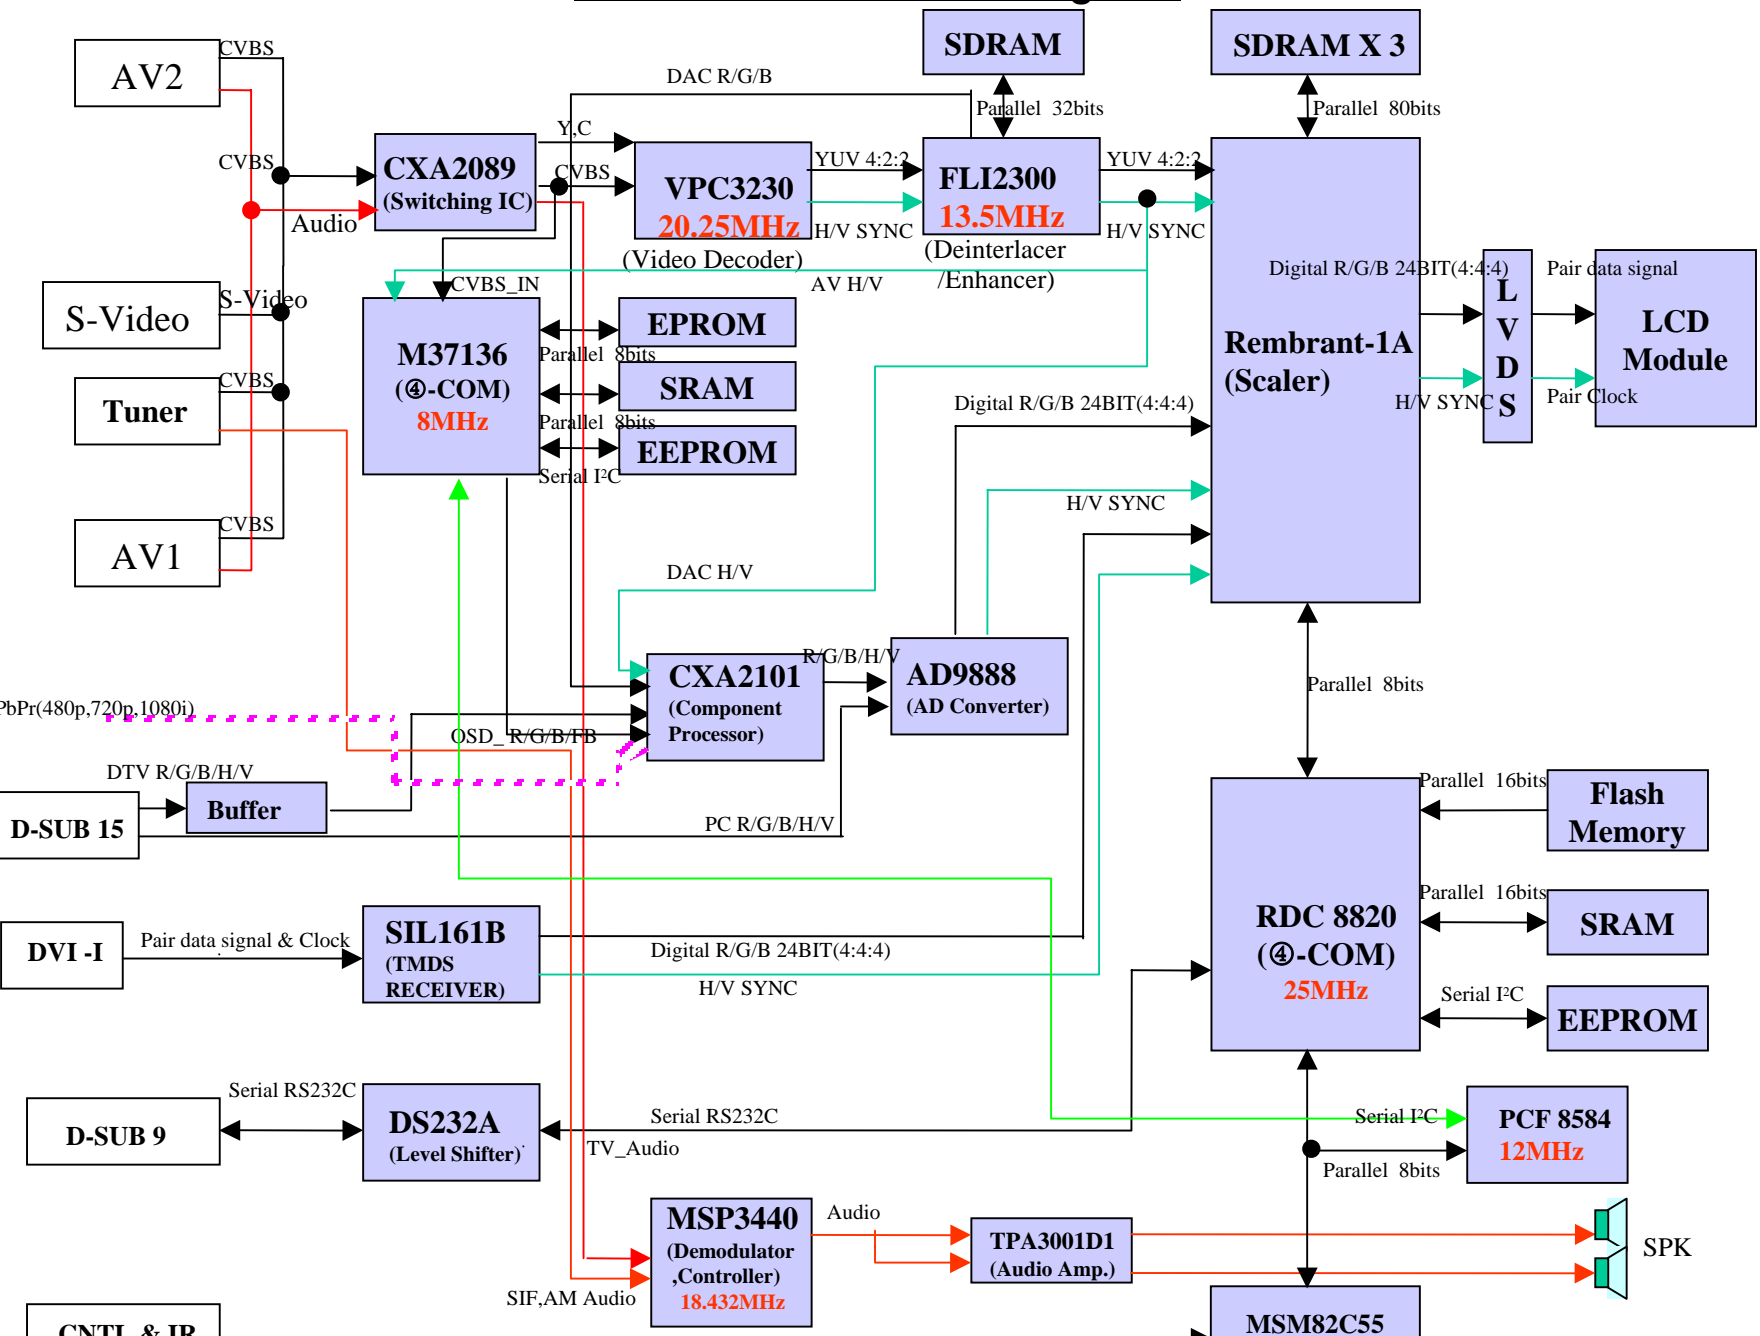 SDRAM
SDRAM X 3
CVBS
AV2
DAC R/G/B
Parallel 32bits
Parallel 80bits
Y,C
CVBS
CXA2089
(Switching IC)
CVBS
YUV 4:2:2
YUV 4:2:2
VPC3230
20.25MHz
(Video Decoder)
FLI2300
13.5MHz
(Deinterlacer
/Enhancer)
Audio
H/V SYNC
H/V SYNC
CVBS_IN
AV H/V
Digital R/G/B 24BIT(4:4:4)
Pair data signal
S-Video
S-Video
EPROM
Parallel 8bits
M37136
(④-COM)
8MHz
SRAM
Parallel 8bits
EEPROM
Serial I²C
Rembrant-1A
(Scaler)
L
V
D
S
LCD
Module
H/V SYNC
Pair Clock
CVBS
Tuner
Digital R/G/B 24BIT(4:4:4)
H/V SYNC
CVBS
AV1
DAC H/V
R/G/B/H/V
CXA2101
(Component
Processor)
AD9888
(AD Converter)
Parallel 8bits
PbPr(480p,720p,1080i)
OSD_ R/G/B/FB
DTV R/G/B/H/V
Buffer
D-SUB 15
PC R/G/B/H/V
Parallel 16bits
Flash
Memory
Parallel 16bits
SRAM
RDC 8820
(④-COM)
25MHz
Serial I²C
EEPROM
DVI -I
Pair data signal & Clock
SIL161B
(TMDS
RECEIVER)
Digital R/G/B 24BIT(4:4:4)
H/V SYNC
Serial RS232C
D-SUB 9
DS232A
(Level Shifter)
Serial RS232C
TV_Audio
Serial I²C
PCF 8584
12MHz
Parallel 8bits
MSP3440
(Demodulator
,Controller)
18.432MHz
Audio
TPA3001D1
(Audio Amp.)
SPK
SIF,AM Audio
CNTL & IR
MSM82C55